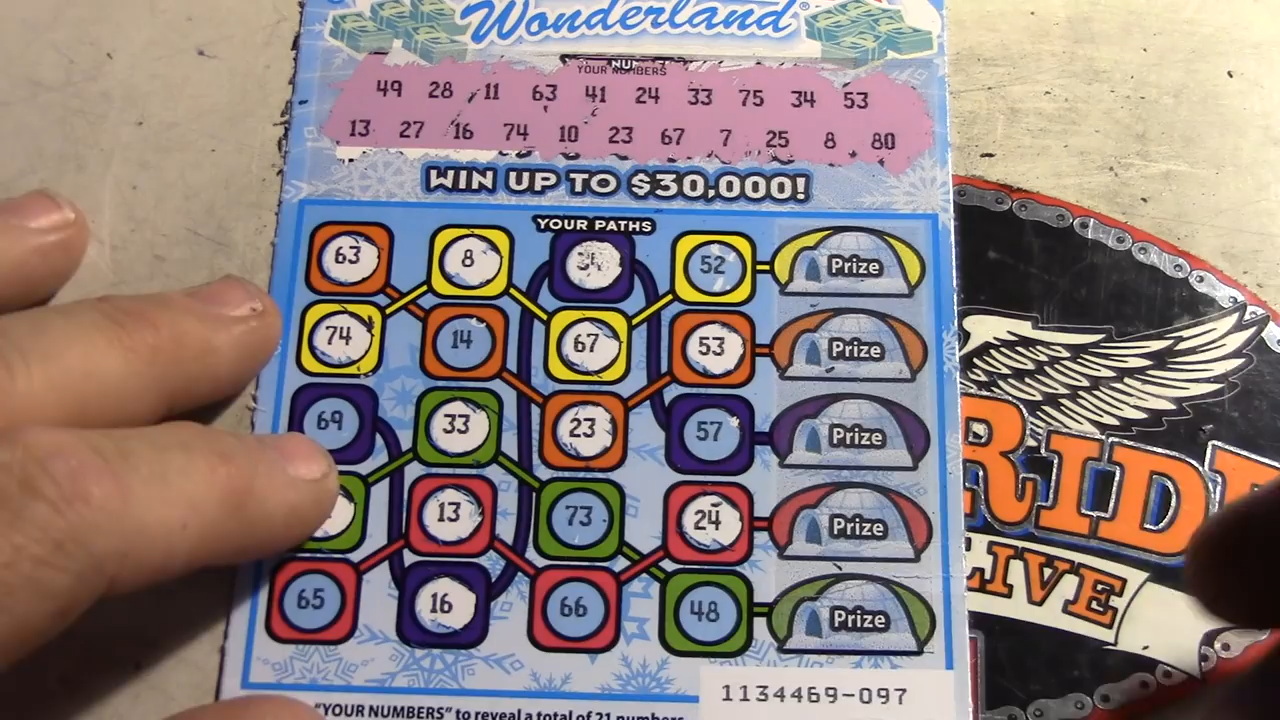 Wonderland®
YOUR NUMBERS
49 28 11 63 41 24 33 75 34 53
13 27 16 74 10 23 67 7 25 8 80
WIN UP TO $30,000!
YOUR PATHS
63 8 34 52 Prize
74 14 67 53 Prize
69 33 23 57 Prize
13 73 24 Prize
65 16 66 48 Prize
1134469-097
"YOUR NUMBERS" to reveal a total of 21 numbers
RIDE
LIVE